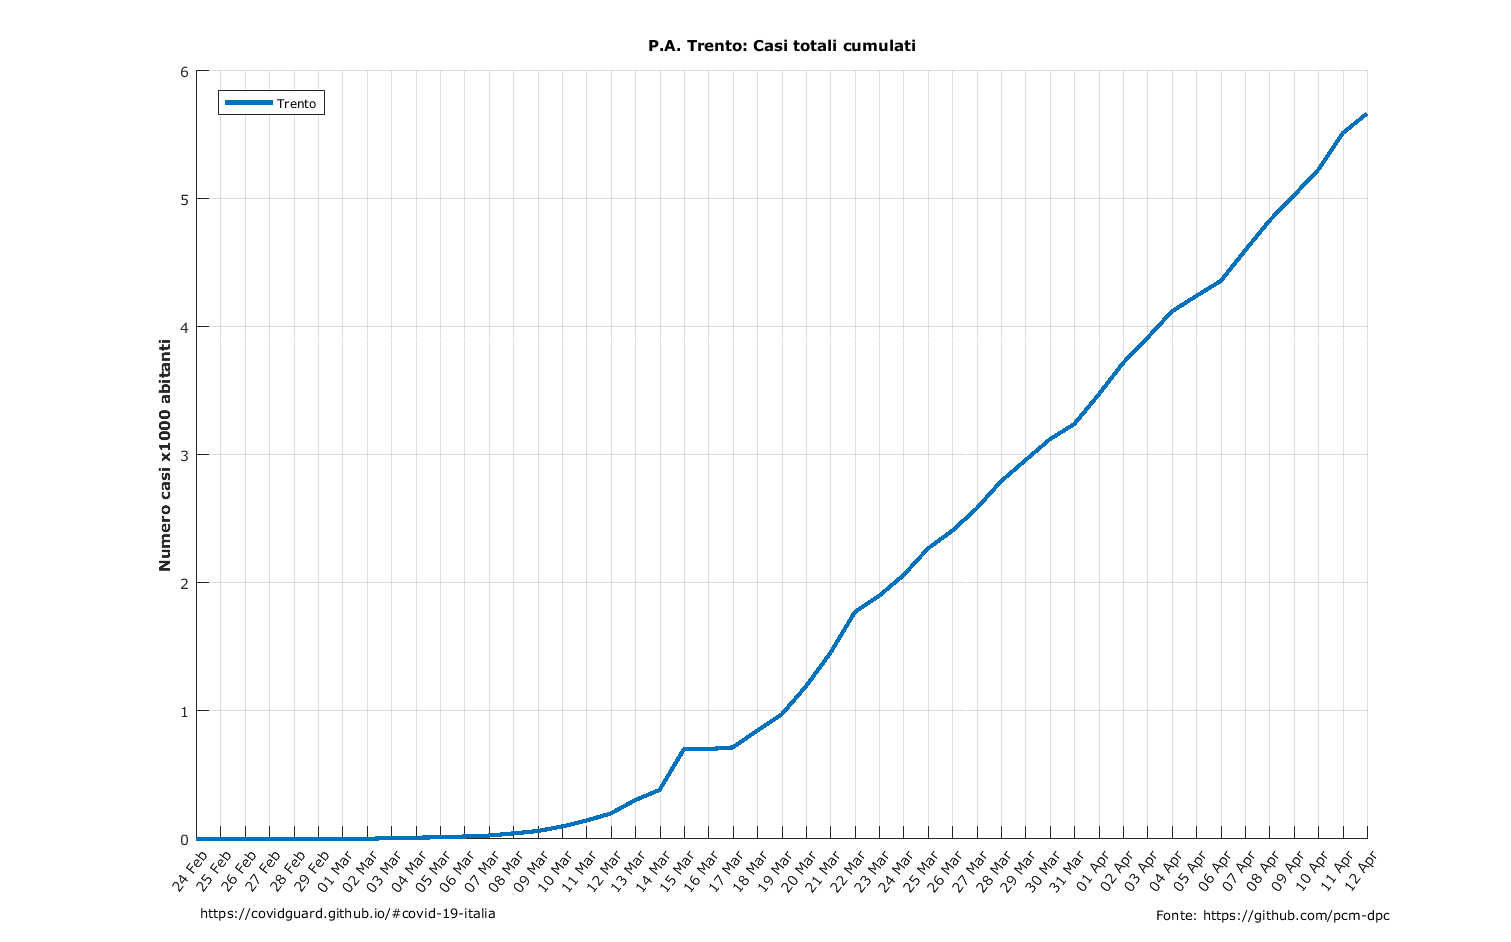 P.A. Trento: Casi totali cumulati
Trento
Numero casi x1000 abitanti
6
5
4
3
2
1
0
24 Feb
25 Feb
26 Feb
27 Feb
28 Feb
29 Feb
01 Mar
02 Mar
03 Mar
04 Mar
05 Mar
06 Mar
07 Mar
08 Mar
09 Mar
10 Mar
11 Mar
12 Mar
13 Mar
14 Mar
15 Mar
16 Mar
17 Mar
18 Mar
19 Mar
20 Mar
21 Mar
22 Mar
23 Mar
24 Mar
25 Mar
26 Mar
27 Mar
28 Mar
29 Mar
30 Mar
31 Mar
01 Apr
02 Apr
03 Apr
04 Apr
05 Apr
06 Apr
07 Apr
08 Apr
09 Apr
10 Apr
11 Apr
12 Apr
https://covidguard.github.io/#covid-19-italia
Fonte: https://github.com/pcm-dpc